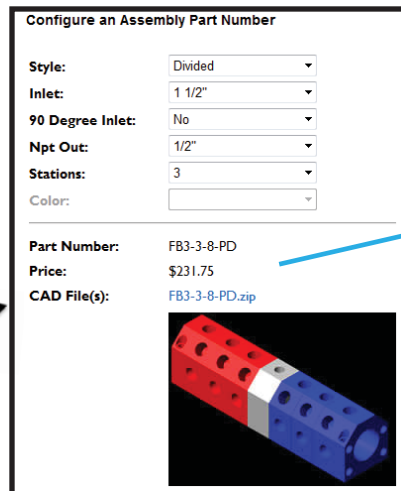 Configure an Assembly Part Number
Style: Divided
Inlet: 1 1/2"
90 Degree Inlet: No
Npt Out: 1/2"
Stations: 3
Color:
Part Number: FB3-3-8-PD
Price: $231.75
CAD File(s): FB3-3-8-PD.zip